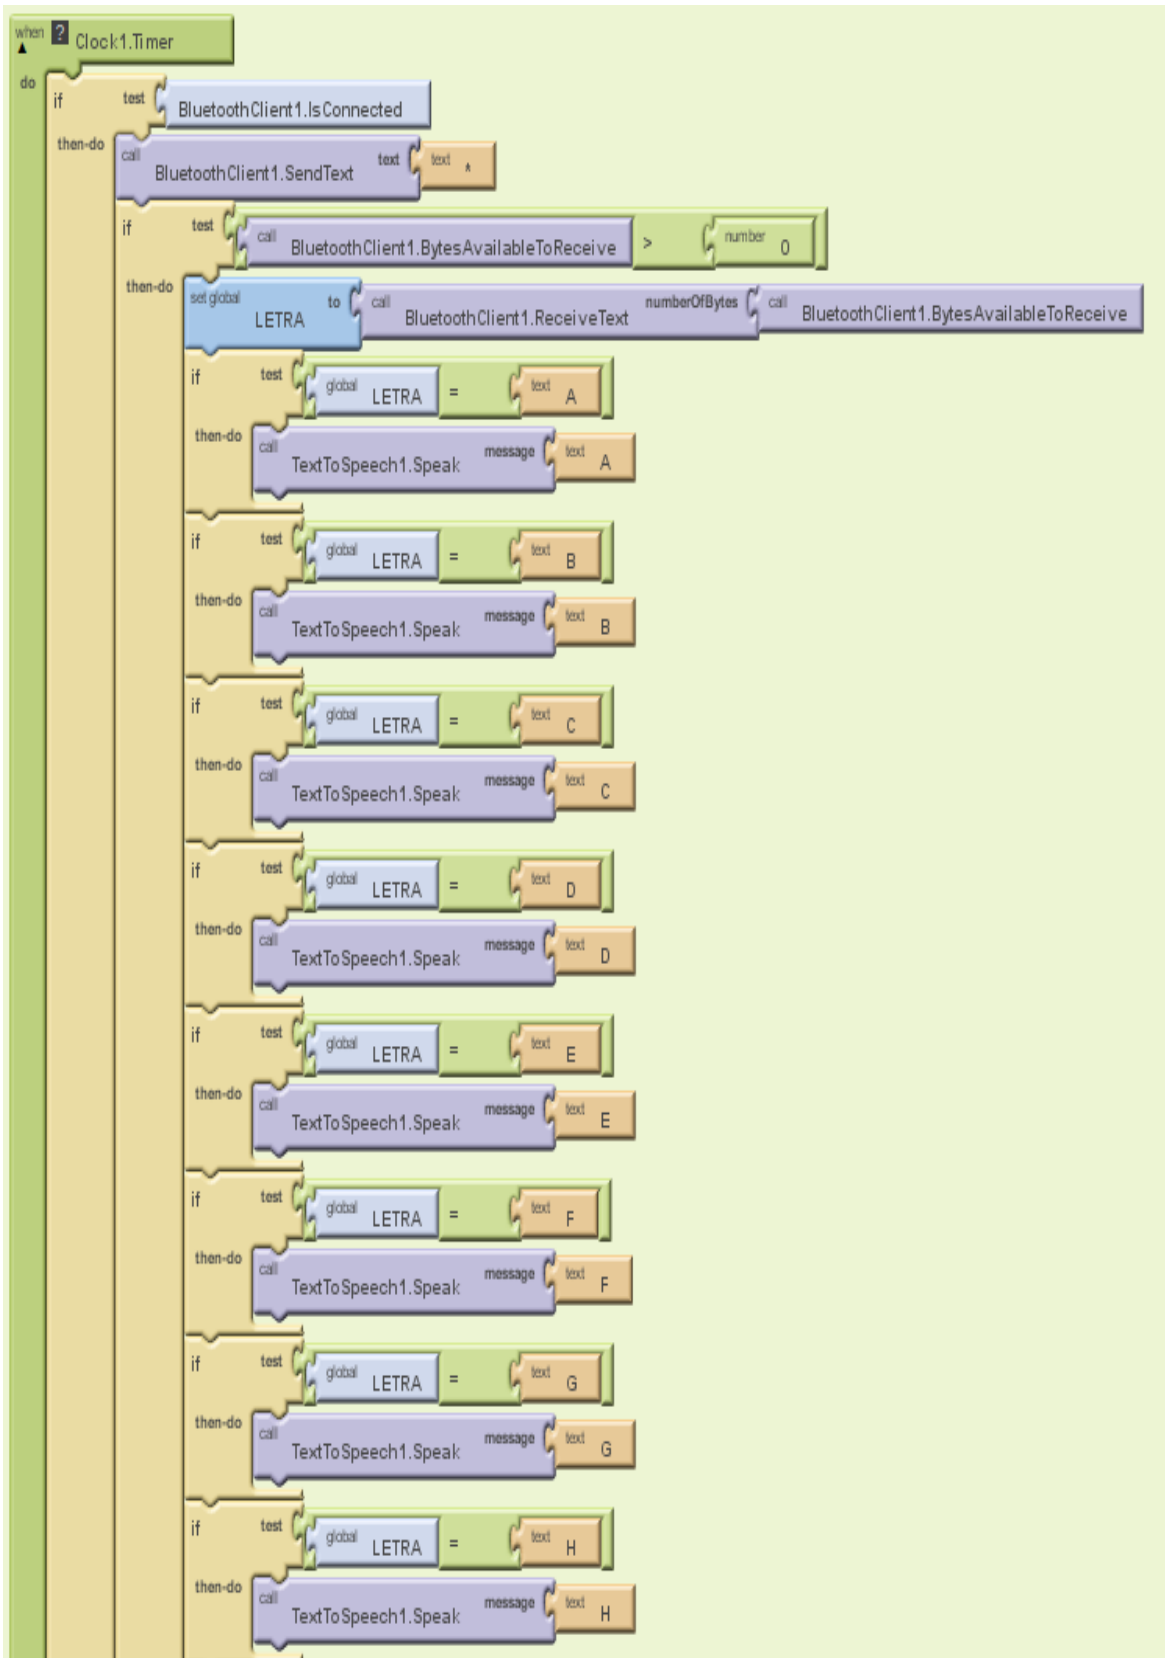 when ? Clock1.Timer
do
if test BluetoothClient1.IsConnected
then-do call BluetoothClient1.SendText text text *
if test call BluetoothClient1.BytesAvailableToReceive > number 0
then-do set global LETRA to call BluetoothClient1.ReceiveText numberOfBytes call BluetoothClient1.BytesAvailableToReceive
if test global LETRA = text A
then-do call TextToSpeech1.Speak message text A
if test global LETRA = text B
then-do call TextToSpeech1.Speak message text B
if test global LETRA = text C
then-do call TextToSpeech1.Speak message text C
if test global LETRA = text D
then-do call TextToSpeech1.Speak message text D
if test global LETRA = text E
then-do call TextToSpeech1.Speak message text E
if test global LETRA = text F
then-do call TextToSpeech1.Speak message text F
if test global LETRA = text G
then-do call TextToSpeech1.Speak message text G
if test global LETRA = text H
then-do call TextToSpeech1.Speak message text H